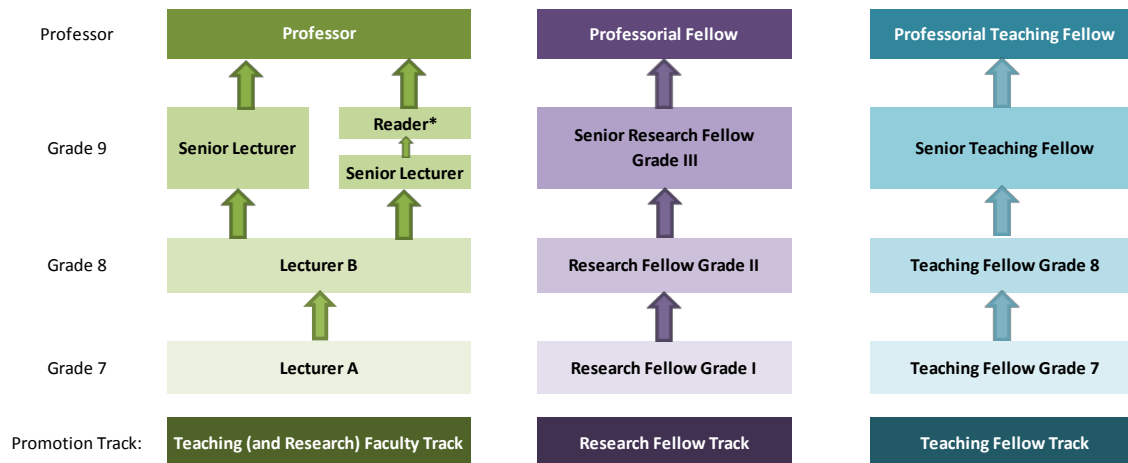 Professor
Professor
Professorial Fellow
Professorial Teaching Fellow
Grade 9
Senior Lecturer
Reader*
Senior Lecturer
Senior Research Fellow
Grade III
Senior Teaching Fellow
Grade 8
Lecturer B
Research Fellow Grade II
Teaching Fellow Grade 8
Grade 7
Lecturer A
Research Fellow Grade I
Teaching Fellow Grade 7
Promotion Track:
Teaching (and Research) Faculty Track
Research Fellow Track
Teaching Fellow Track